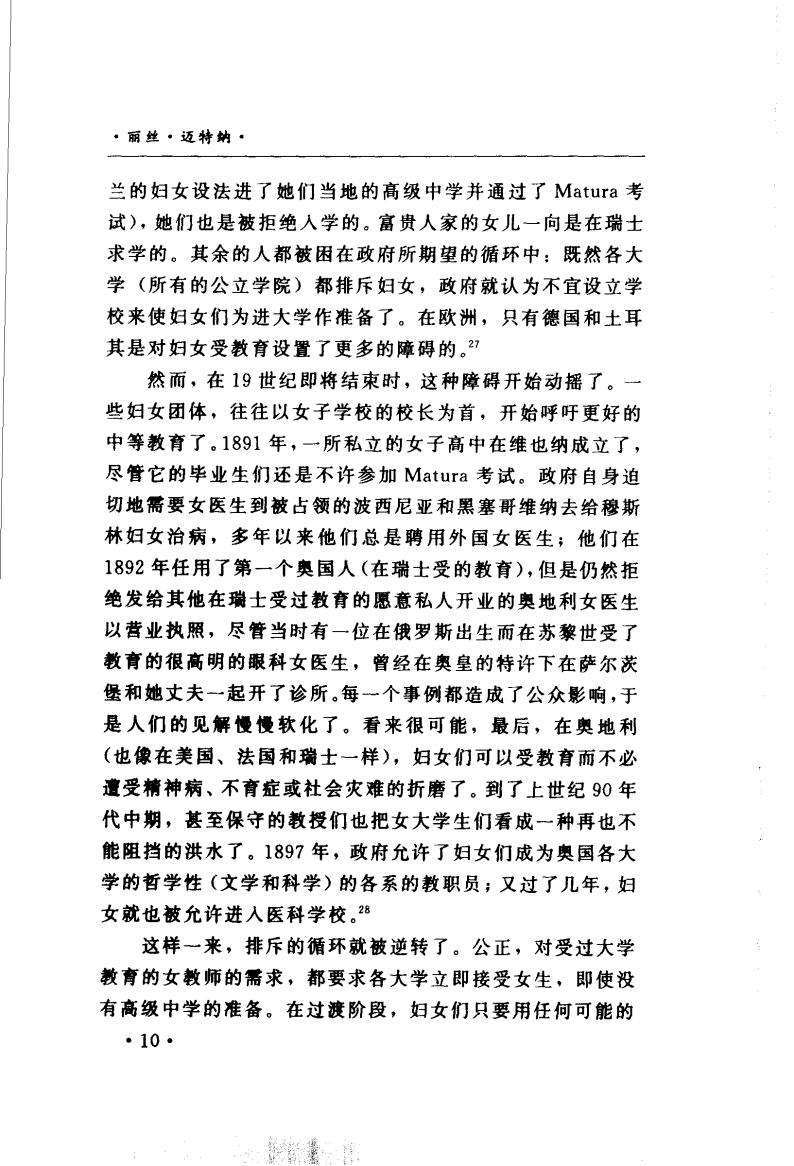 ·丽丝·迈特纳·
兰的妇女设法进了她们当地的高级中学并通过了 Matura 考
试),她们也是被拒绝入学的。富贵人家的女儿一向是在瑞士
求学的。其余的人都被困在政府所期望的循环中:既然各大
学(所有的公立学院)都排斥妇女,政府就认为不宜设立学
校来使妇女们为进大学作准备了。在欧洲,只有德国和土耳
其是对妇女受教育设置了更多的障碍的。27
然而,在 19 世纪即将结束时,这种障碍开始动摇了。一
些妇女团体,往往以女子学校的校长为首,开始呼吁更好的
中等教育了。1891 年,一所私立的女子高中在维也纳成立了,
尽管它的毕业生们还是不许参加 Matura 考试。政府自身迫
切地需要女医生到被占领的波西尼亚和黑塞哥维纳去给穆斯
林妇女治病,多年以来他们总是聘用外国女医生;他们在
1892 年任用了第一个奥国人(在瑞士受的教育),但是仍然拒
绝发给其他在瑞士受过教育的愿意私人开业的奥地利女医生
以营业执照,尽管当时有一位在俄罗斯出生而在苏黎世受了
教育的很高明的眼科女医生,曾经在奥皇的特许下在萨尔茨
堡和她丈夫一起开了诊所。每一个事例都造成了公众影响,于
是人们的见解慢慢软化了。看来很可能,最后,在奥地利
(也像在美国、法国和瑞士一样),妇女们可以受教育而不必
遭受精神病、不育症或社会灾难的折磨了。到了上世纪 90 年
代中期,甚至保守的教授们也把女大学生们看成一种再也不
能阻挡的洪水了。1897 年,政府允许了妇女们成为奥国各大
学的哲学性(文学和科学)的各系的教职员;又过了几年,妇
女就也被允许进入医科学校。28
这样一来,排斥的循环就被逆转了。公正,对受过大学
教育的女教师的需求,都要求各大学立即接受女生,即使没
有高级中学的准备。在过渡阶段,妇女们只要用任何可能的
·10·